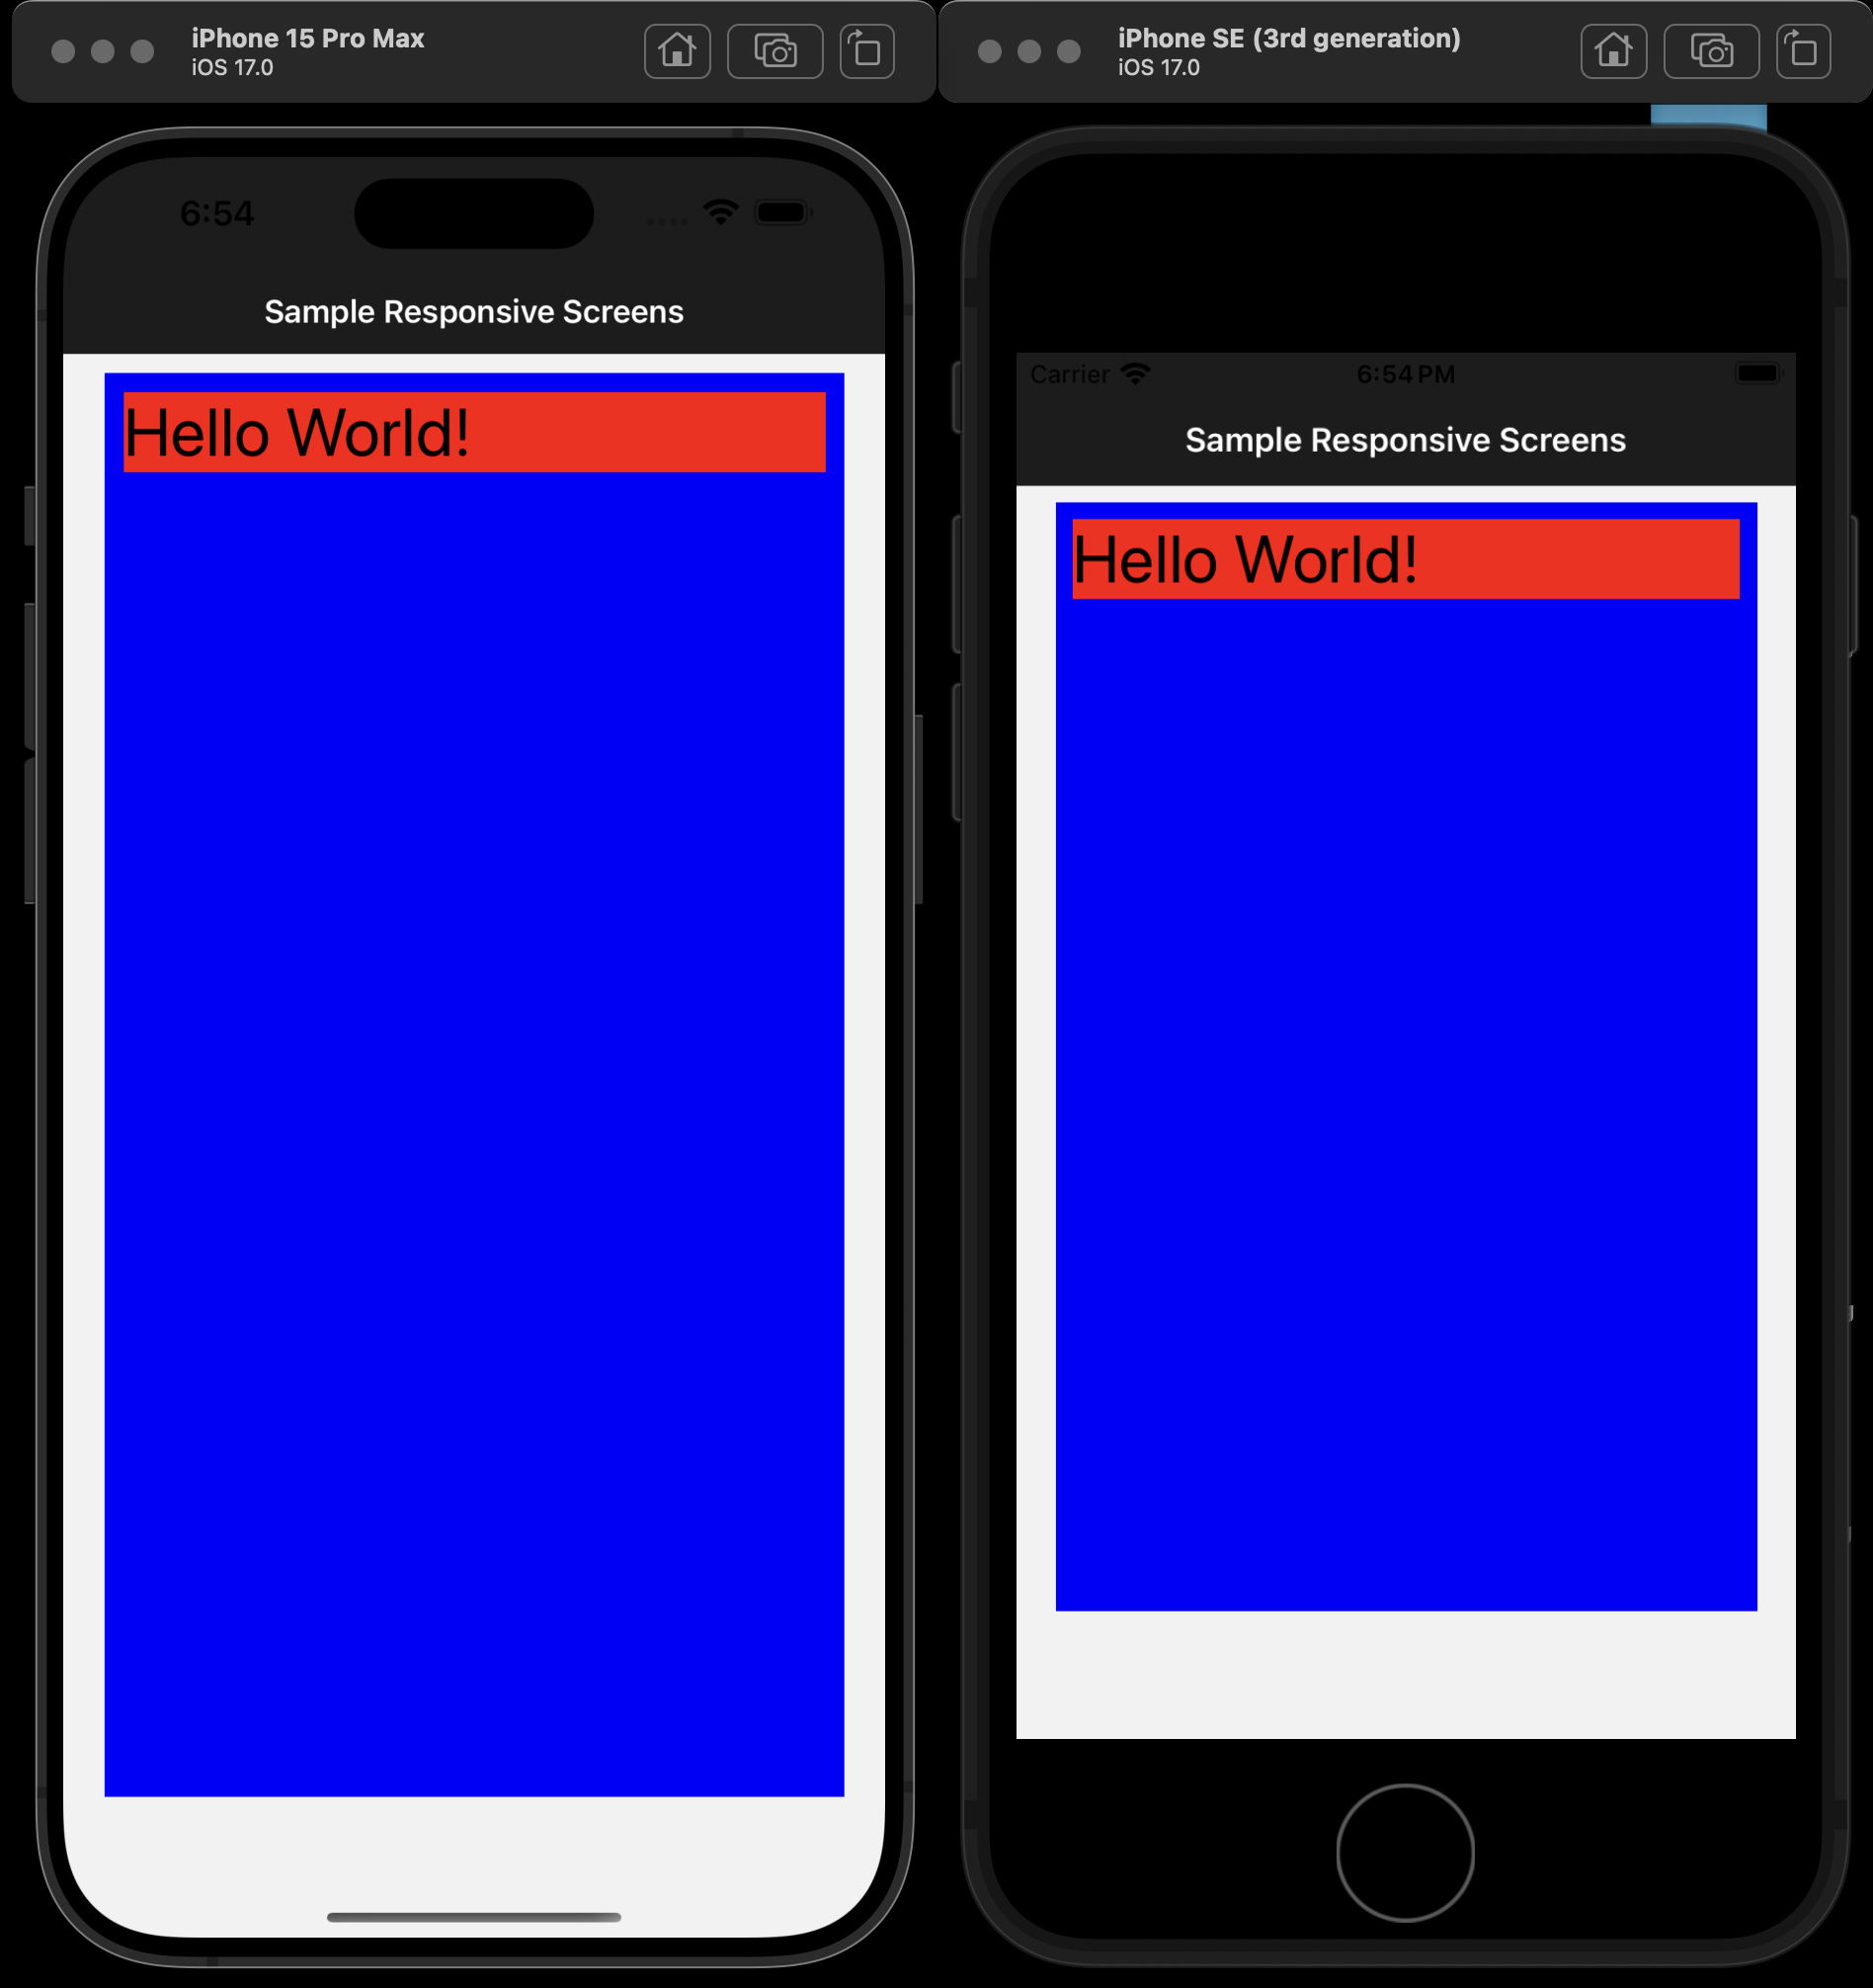 iPhone 15 Pro Max
iOS 17.0
6:54
Sample Responsive Screens
Hello World!
iPhone SE (3rd generation)
iOS 17.0
Carrier
6:54 PM
Sample Responsive Screens
Hello World!